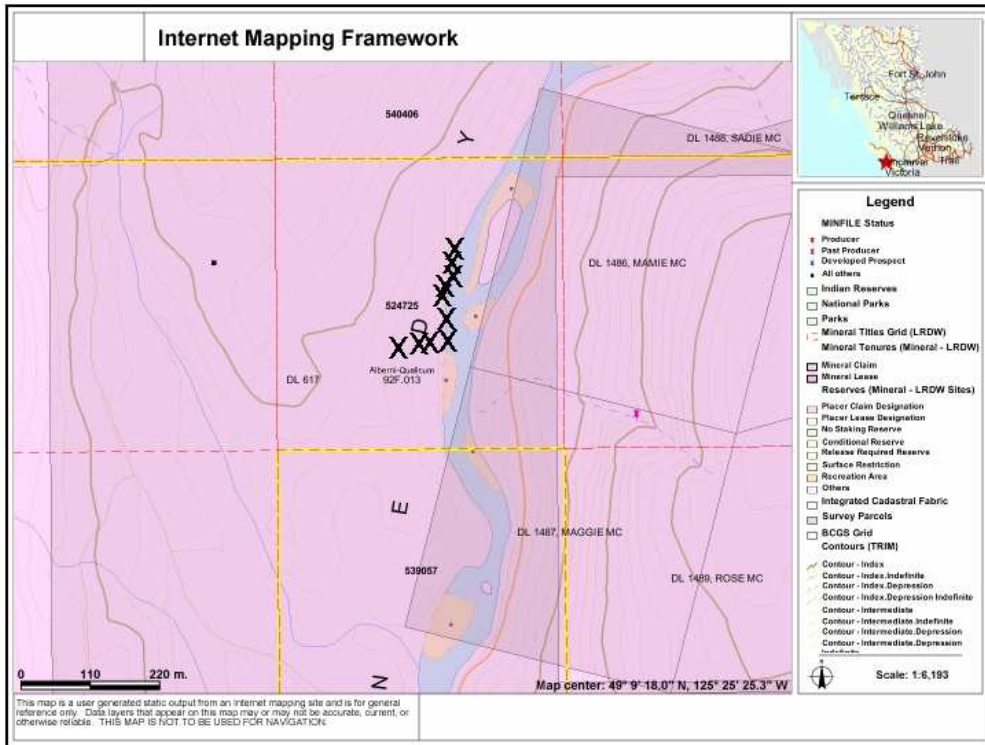 Internet Mapping Framework
540406
Y
DL 1488, SADIE MC
DL 1486, MAMIE MC
524725
D
Alberni-Qualicum
92F.013
DL 617
E
DL 1487, MAGGIE MC
539057
DL 1489, ROSE MC
N
0 110 220 m.
Map center: 49° 9' 18.0" N, 125° 25' 25.3" W
This map is a user generated static output from an Internet mapping site and is for general
reference only. Data layers that appear on this map may or may not be accurate, current, or
otherwise reliable. THIS MAP IS NOT TO BE USED FOR NAVIGATION.
Fort St. John
Terrace
Quesnel
Williams Lake
Revelstoke
Vernon
Trail
Vancouver
Victoria
Legend
MINFILE Status
Producer
Past Producer
Developed Prospect
All others
Indian Reserves
National Parks
Parks
Mineral Titles Grid (LRDW)
Mineral Tenures (Mineral - LRDW)
Mineral Claim
Mineral Lease
Reserves (Mineral - LRDW Sites)
Placer Claim Designation
Placer Lease Designation
No Staking Reserve
Conditional Reserve
Release Required Reserve
Surface Restriction
Recreation Area
Others
Integrated Cadastral Fabric
Survey Parcels
BCGS Grid
Contours (TRIM)
Contour - Index
Contour - Index.Indefinite
Contour - Index.Depression
Contour - Index.Depression Indefinite
Contour - Intermediate
Contour - Intermediate.Indefinite
Contour - Intermediate.Depression
Contour - Intermediate.Depression
Indefinite
Scale: 1:6,193